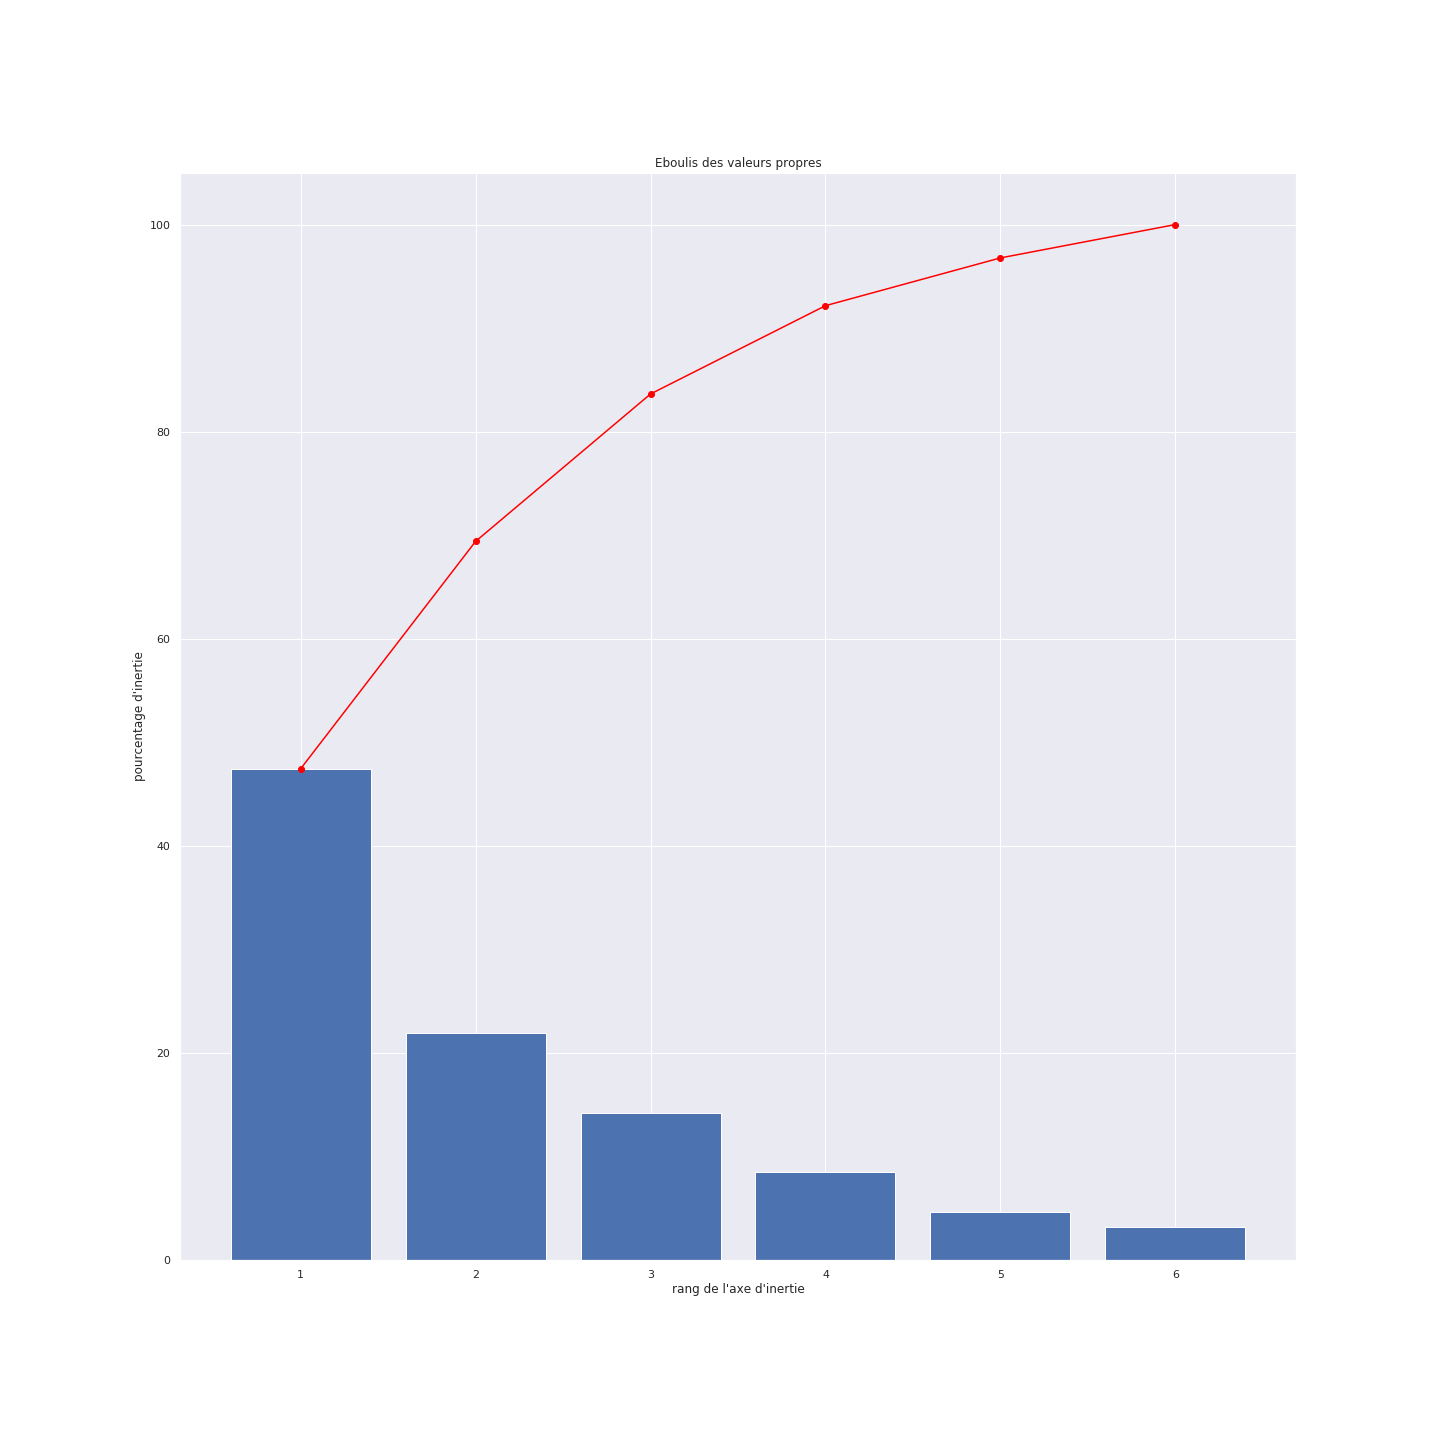 Eboulis des valeurs propres
100
80
60
40
20
0
pourcentage d'inertie
1 2 3 4 5 6
rang de l'axe d'inertie